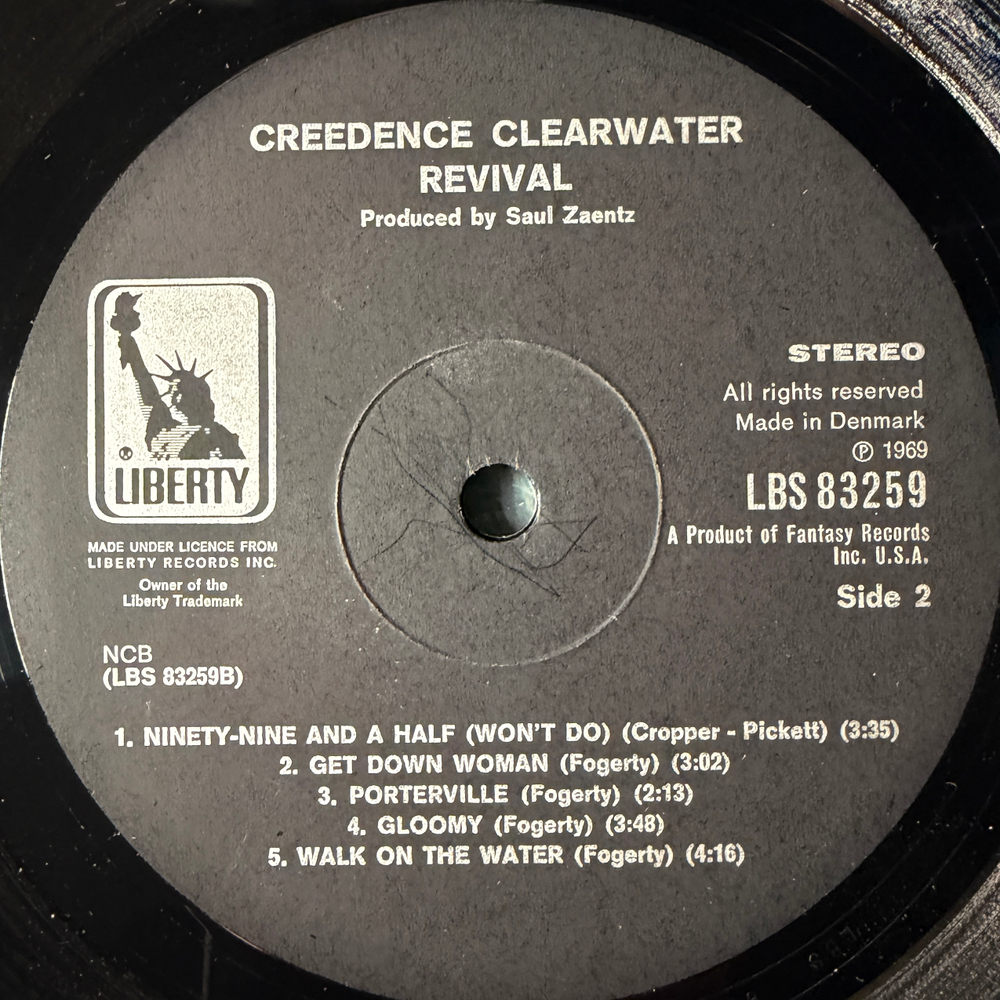 CREEDENCE CLEARWATER
REVIVAL
Produced by Saul Zaentz
LIBERTY
MADE UNDER LICENCE FROM
LIBERTY RECORDS INC.
Owner of the
Liberty Trademark
NCB
(LBS 83259B)
STEREO
All rights reserved
Made in Denmark
℗ 1969
LBS 83259
A Product of Fantasy Records
Inc. U.S.A.
Side 2
1. NINETY-NINE AND A HALF (WON'T DO) (Cropper - Pickett) (3:35)
2. GET DOWN WOMAN (Fogerty) (3:02)
3. PORTERVILLE (Fogerty) (2:13)
4. GLOOMY (Fogerty) (3:48)
5. WALK ON THE WATER (Fogerty) (4:16)